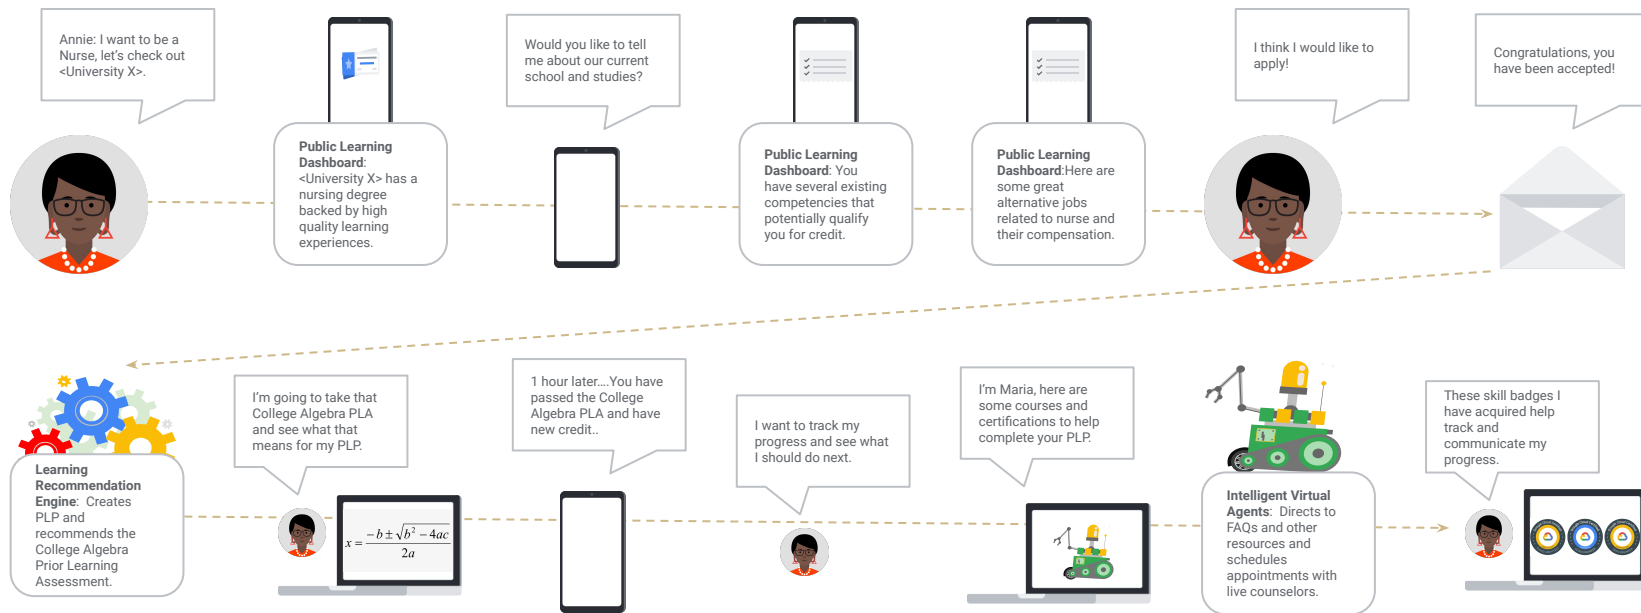 Annie: I want to be a
Nurse, let's check out
<University X>.
Public Learning
Dashboard:
<University X> has a
nursing degree
backed by high
quality learning
experiences.
Would you like to tell
me about our current
school and studies?
Public Learning
Dashboard: You
have several existing
competencies that
potentially qualify
you for credit.
Public Learning
Dashboard:Here are
some great
alternative jobs
related to nurse and
their compensation.
I think I would like to
apply!
Congratulations, you
have been accepted!
Learning
Recommendation
Engine: Creates
PLP and
recommends the
College Algebra
Prior Learning
Assessment.
I'm going to take that
College Algebra PLA
and see what that
means for my PLP.
x = \frac{-b ± \sqrt{b^2 - 4ac}}{2a}
1 hour later....You have
passed the College
Algebra PLA and have
new credit..
I want to track my
progress and see what
I should do next.
I'm Maria, here are
some courses and
certifications to help
complete your PLP.
Intelligent Virtual
Agents: Directs to
FAQs and other
resources and
schedules
appointments with
live counselors.
These skill badges I
have acquired help
track and
communicate my
progress.